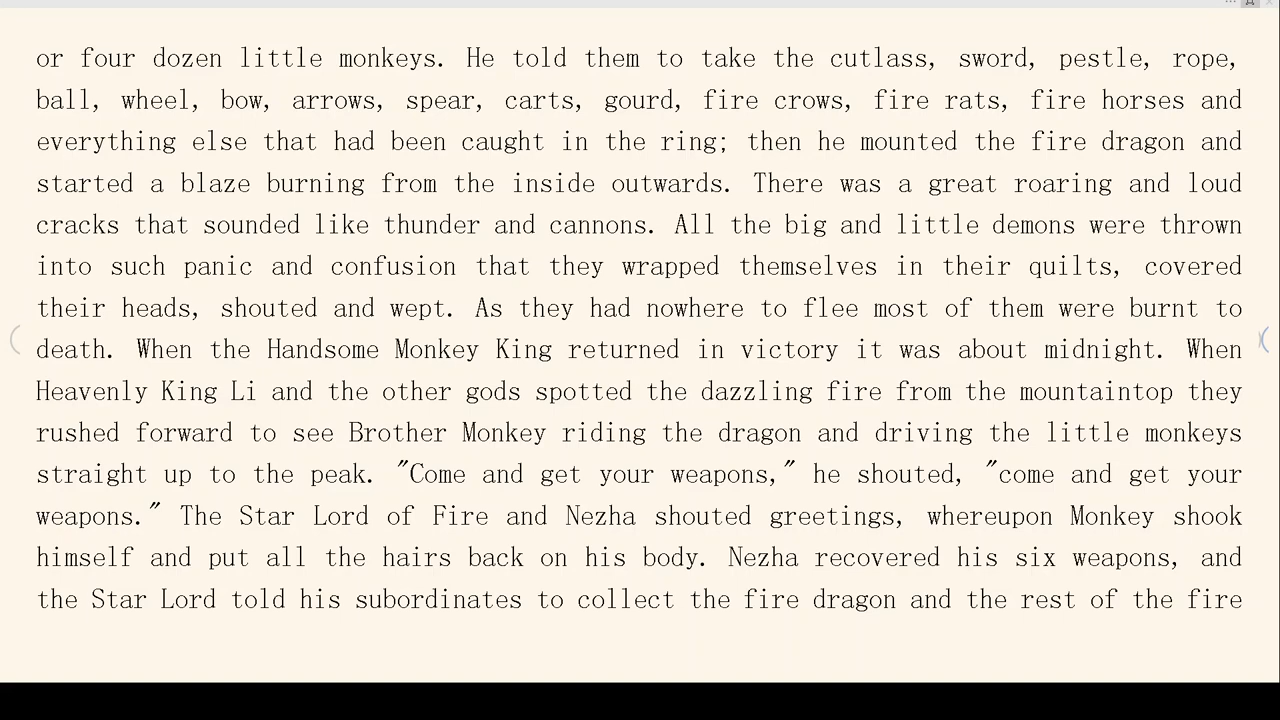 or four dozen little monkeys. He told them to take the cutlass, sword, pestle, rope,
ball, wheel, bow, arrows, spear, carts, gourd, fire crows, fire rats, fire horses and
everything else that had been caught in the ring; then he mounted the fire dragon and
started a blaze burning from the inside outwards. There was a great roaring and loud
cracks that sounded like thunder and cannons. All the big and little demons were thrown
into such panic and confusion that they wrapped themselves in their quilts, covered
their heads, shouted and wept. As they had nowhere to flee most of them were burnt to
death. When the Handsome Monkey King returned in victory it was about midnight. When
Heavenly King Li and the other gods spotted the dazzling fire from the mountaintop they
rushed forward to see Brother Monkey riding the dragon and driving the little monkeys
straight up to the peak. "Come and get your weapons," he shouted, "come and get your
weapons." The Star Lord of Fire and Nezha shouted greetings, whereupon Monkey shook
himself and put all the hairs back on his body. Nezha recovered his six weapons, and
the Star Lord told his subordinates to collect the fire dragon and the rest of the fire